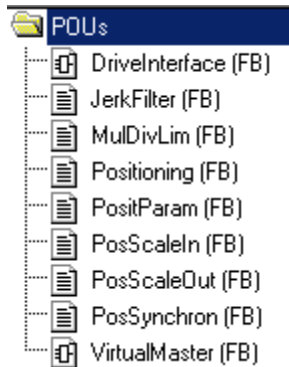 POUs
DriveInterface (FB)
JerkFilter (FB)
MulDivLim (FB)
Positioning (FB)
PositParam (FB)
PosScaleIn (FB)
PosScaleOut (FB)
PosSynchron (FB)
VirtualMaster (FB)